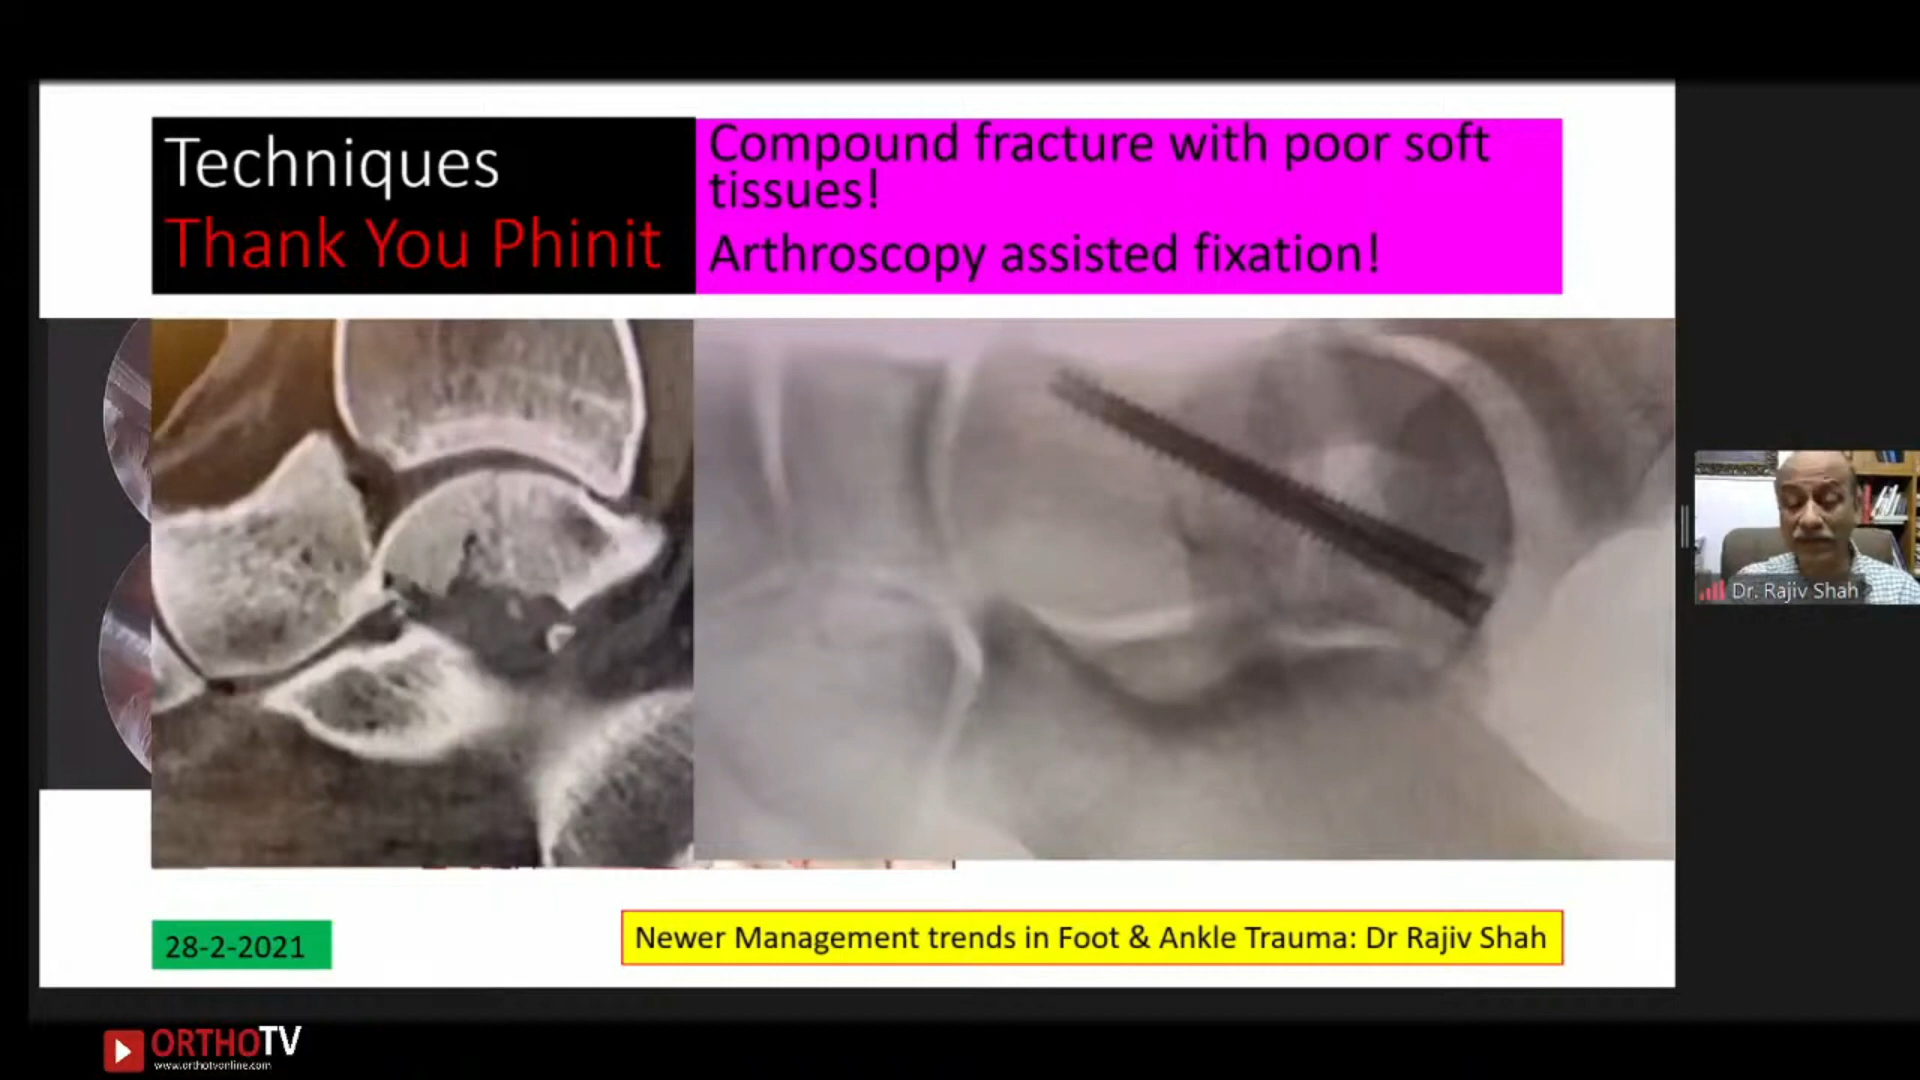 Techniques
Thank You Phinit
Compound fracture with poor soft
tissues!
Arthroscopy assisted fixation!
Dr. Rajiv Shah
28-2-2021
Newer Management trends in Foot & Ankle Trauma: Dr Rajiv Shah
ORTHOTV
www.orthotvonline.com